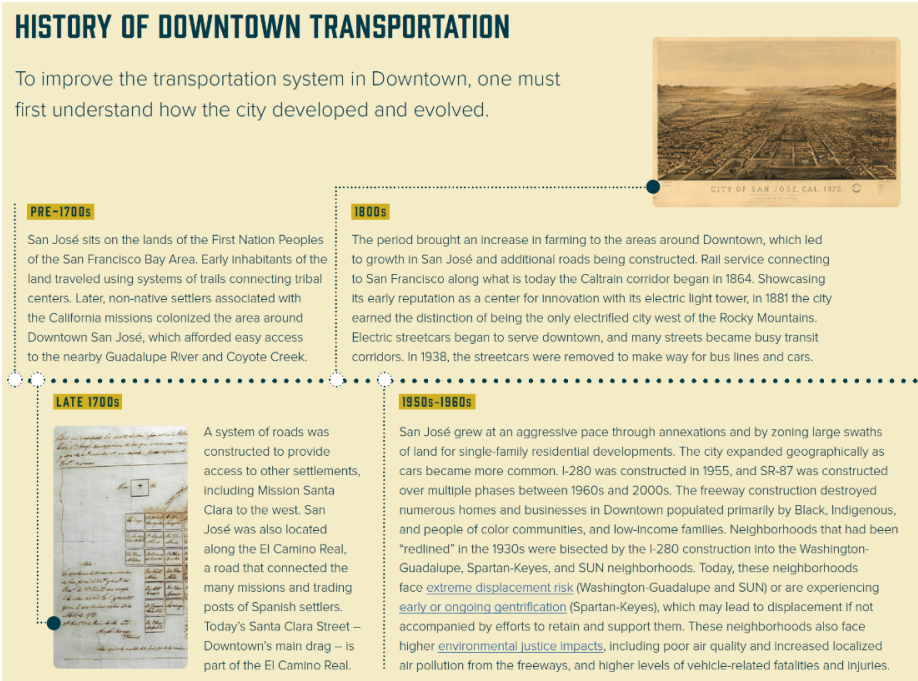 HISTORY OF DOWNTOWN TRANSPORTATION
To improve the transportation system in Downtown, one must
first understand how the city developed and evolved.
CITY OF SAN JOSE, CAL. 1875.
PRE-1700s
San José sits on the lands of the First Nation Peoples
of the San Francisco Bay Area. Early inhabitants of the
land traveled using systems of trails connecting tribal
centers. Later, non-native settlers associated with
the California missions colonized the area around
Downtown San José, which afforded easy access
to the nearby Guadalupe River and Coyote Creek.
1800s
The period brought an increase in farming to the areas around Downtown, which led
to growth in San José and additional roads being constructed. Rail service connecting
to San Francisco along what is today the Caltrain corridor began in 1864. Showcasing
its early reputation as a center for innovation with its electric light tower, in 1881 the city
earned the distinction of being the only electrified city west of the Rocky Mountains.
Electric streetcars began to serve downtown, and many streets became busy transit
corridors. In 1938, the streetcars were removed to make way for bus lines and cars.
LATE 1700s
A system of roads was
constructed to provide
access to other settlements,
including Mission Santa
Clara to the west. San
José was also located
along the El Camino Real,
a road that connected the
many missions and trading
posts of Spanish settlers.
Today's Santa Clara Street –
Downtown's main drag – is
part of the El Camino Real.
1950s-1960s
San José grew at an aggressive pace through annexations and by zoning large swaths
of land for single-family residential developments. The city expanded geographically as
cars became more common. I-280 was constructed in 1955, and SR-87 was constructed
over multiple phases between 1960s and 2000s. The freeway construction destroyed
numerous homes and businesses in Downtown populated primarily by Black, Indigenous,
and people of color communities, and low-income families. Neighborhoods that had been
"redlined" in the 1930s were bisected by the I-280 construction into the Washington-
Guadalupe, Spartan-Keyes, and SUN neighborhoods. Today, these neighborhoods
face extreme displacement risk (Washington-Guadalupe and SUN) or are experiencing
early or ongoing gentrification (Spartan-Keyes), which may lead to displacement if not
accompanied by efforts to retain and support them. These neighborhoods also face
higher environmental justice impacts, including poor air quality and increased localized
air pollution from the freeways, and higher levels of vehicle-related fatalities and injuries.